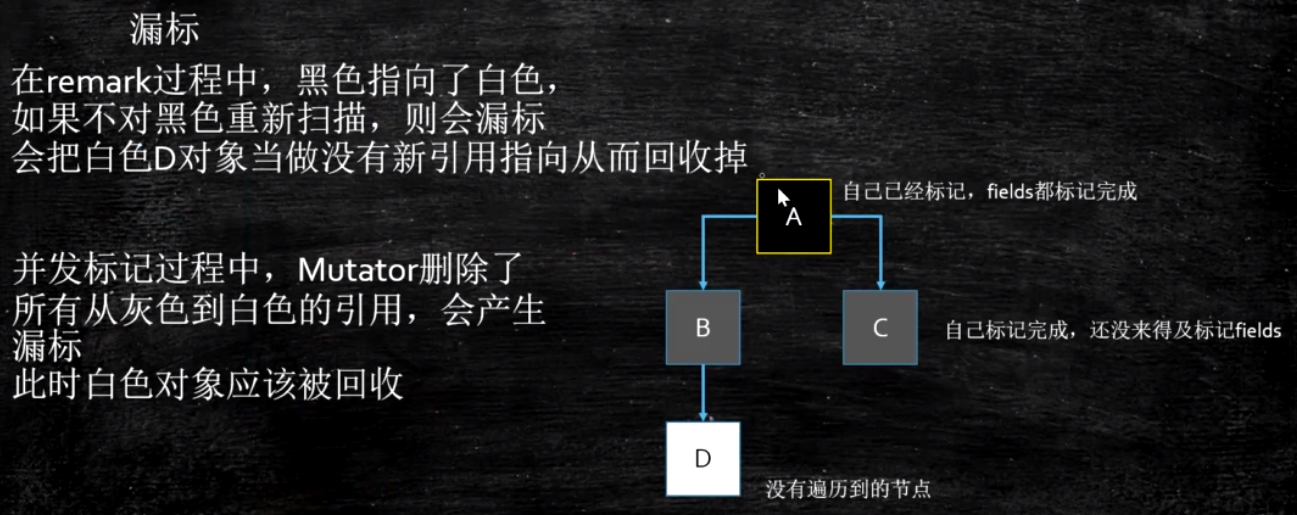 漏标
在remark过程中，黑色指向了白色，
如果不对黑色重新扫描，则会漏标
会把白色D对象当做没有新引用指向从而回收掉
A
自己已经标记，fields都标记完成
并发标记过程中，Mutator删除了
所有从灰色到白色的引用，会产生
漏标
此时白色对象应该被回收
B
C
自己标记完成，还没来得及标记fields
D
没有遍历到的节点